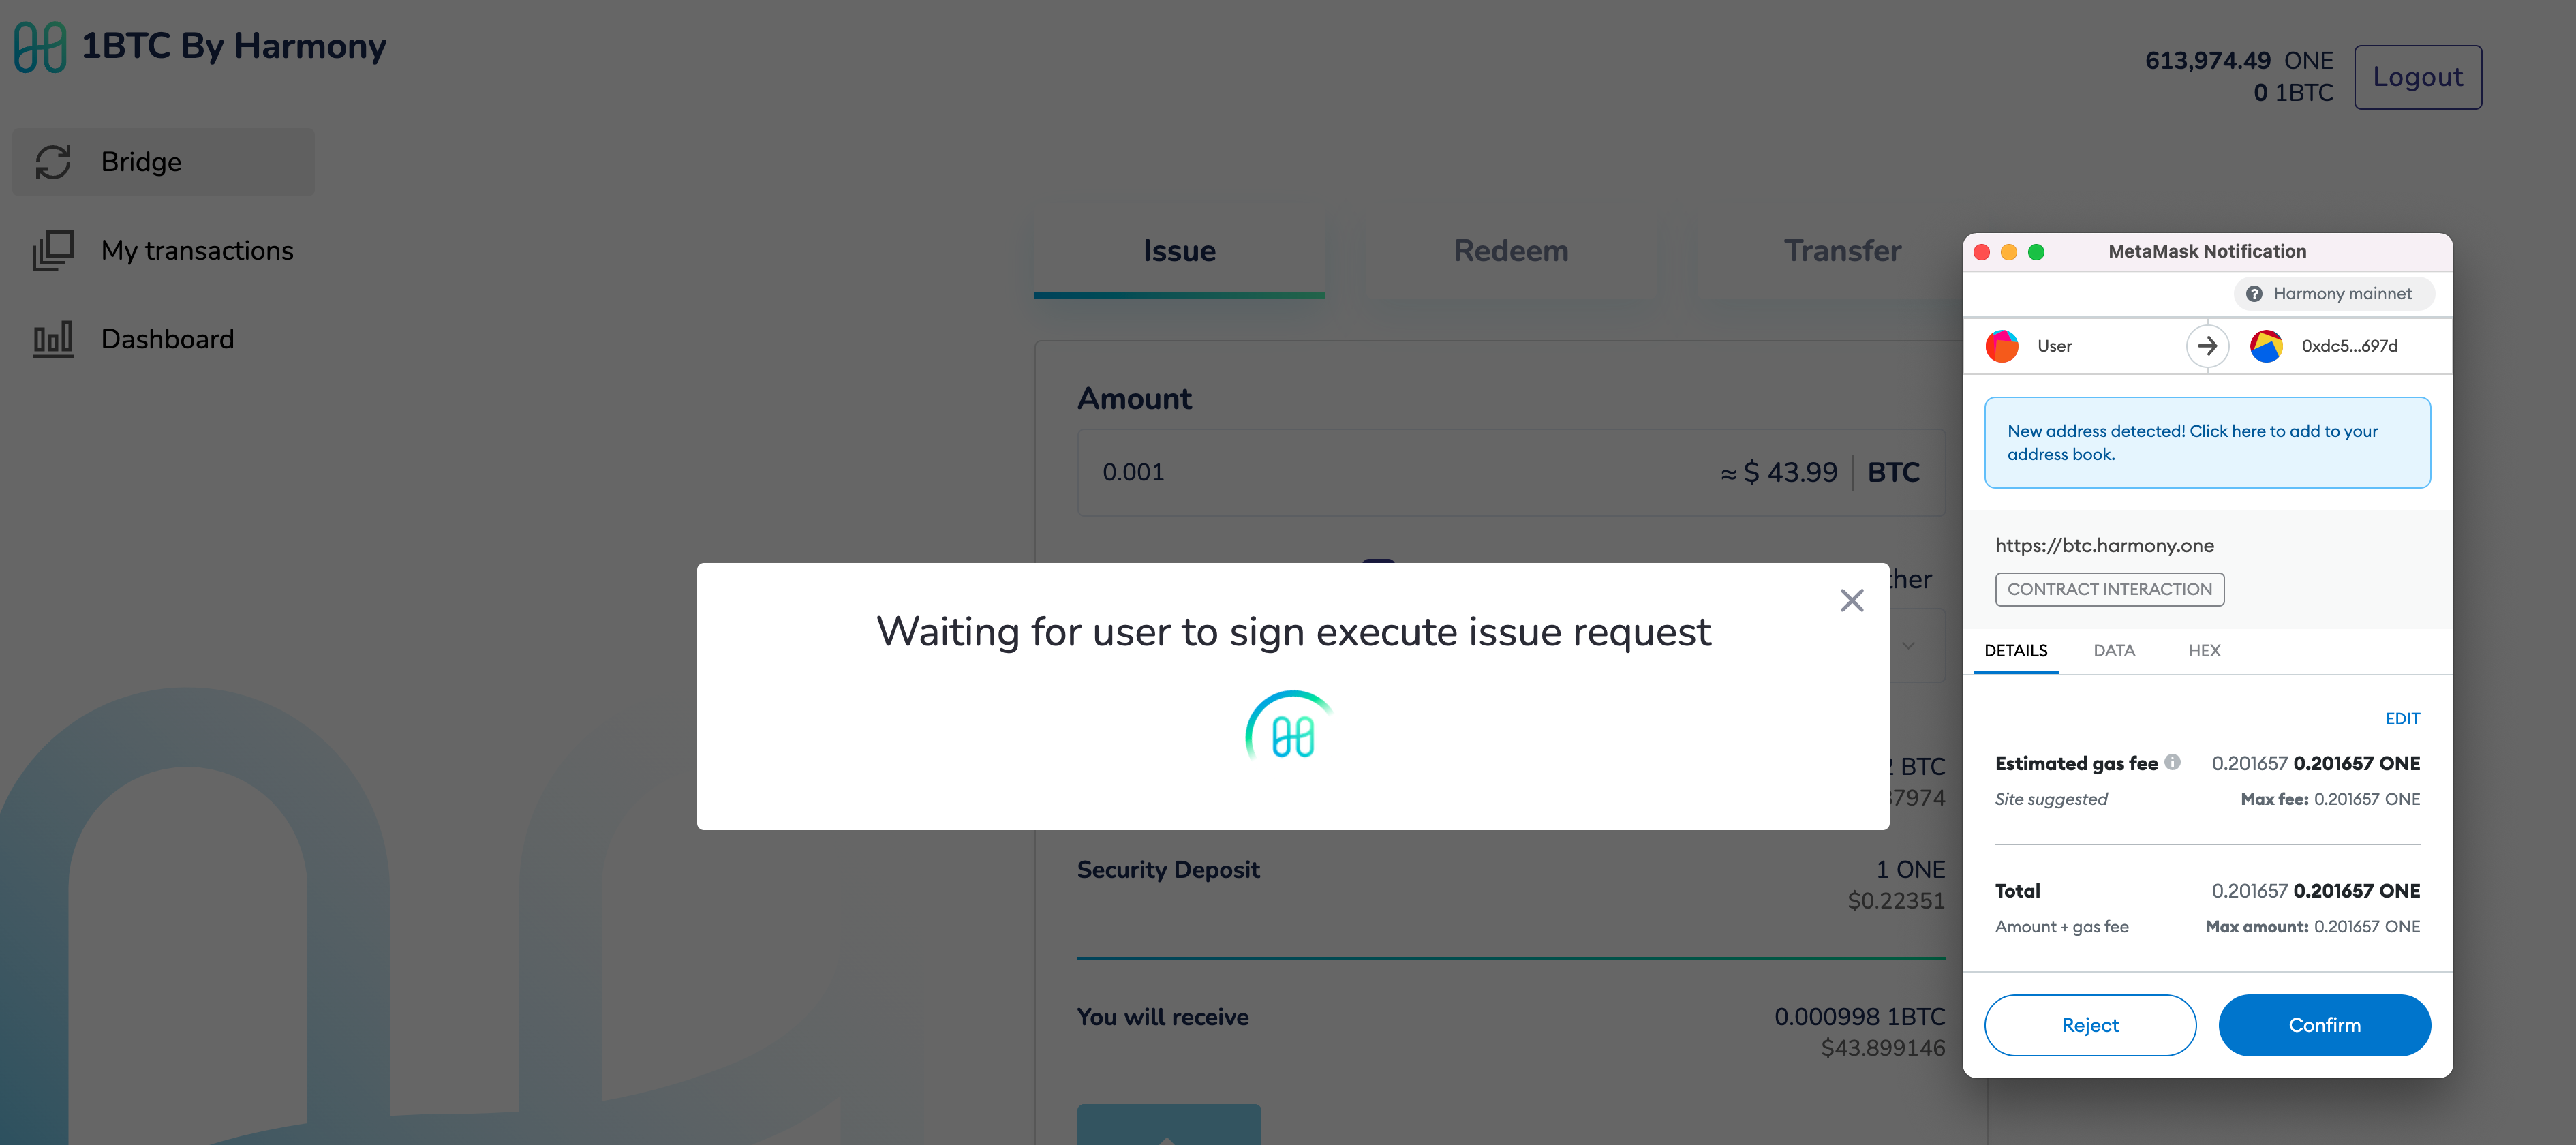 1BTC By Harmony
613,974.49 ONE
0 1BTC
Logout
Bridge
My transactions
Dashboard
Issue
Redeem
Transfer
Amount
0.001
≈ $ 43.99
BTC
Waiting for user to sign execute issue request
BTC
Security Deposit
1 ONE
$0.22351
You will receive
0.000998 1BTC
$43.899146
MetaMask Notification
Harmony mainnet
User
0xdc5...697d
New address detected! Click here to add to your
address book.
https://btc.harmony.one
CONTRACT INTERACTION
DETAILS
DATA
HEX
EDIT
Estimated gas fee
0.201657 0.201657 ONE
Site suggested
Max fee: 0.201657 ONE
Total
0.201657 0.201657 ONE
Amount + gas fee
Max amount: 0.201657 ONE
Reject
Confirm